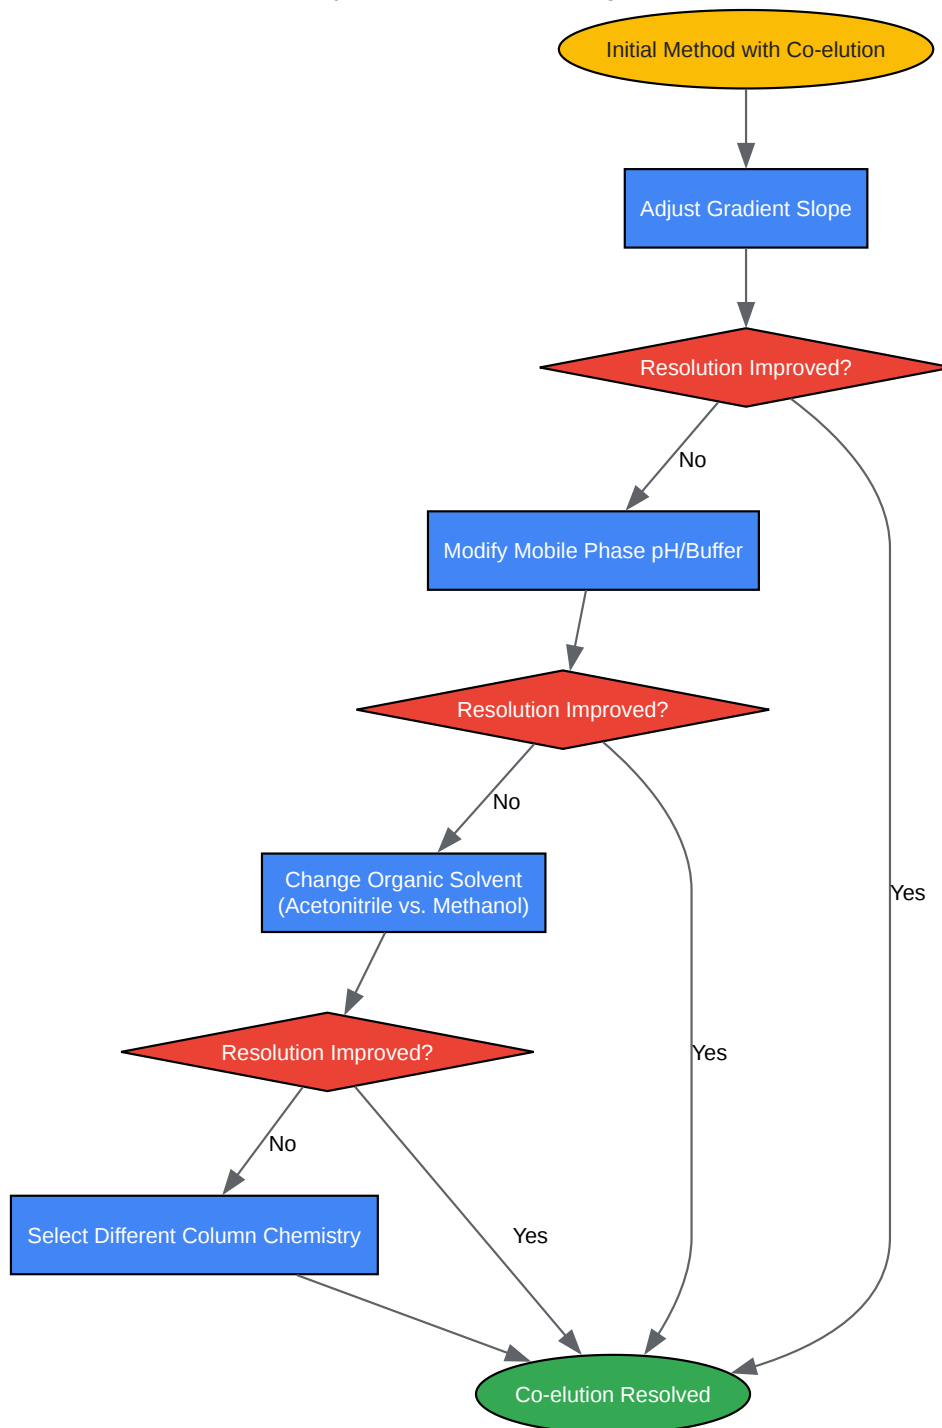 Initial Method with Co-elution
Adjust Gradient Slope
Resolution Improved?
No
Modify Mobile Phase pH/Buffer
Resolution Improved?
No
Change Organic Solvent
(Acetonitrile vs. Methanol)
Yes
Resolution Improved?
Yes
No
Select Different Column Chemistry
Yes
Co-elution Resolved